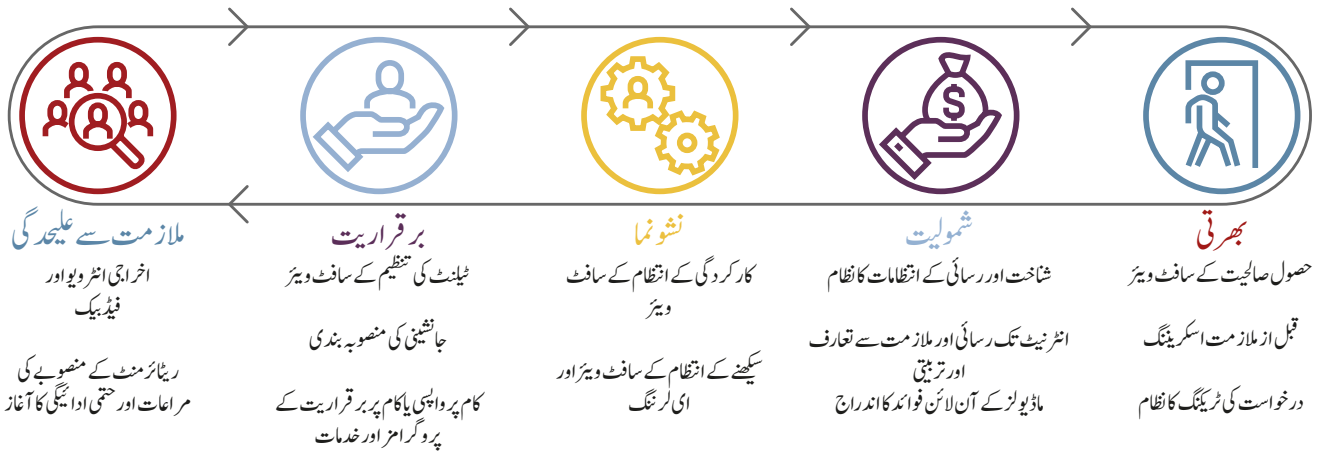 بھرتی
حصول صالحیت کے سافٹ ویئر
قبل از ملازمت اسکریننگ
درخواست کی ٹریکنگ کا نظام
شمولیت
شناخت اور رسائی کے انتظامات کا نظام
انٹرنیٹ تک رسائی اور ملازمت سے تعارف
اور تربیتی
ماڈیولز کے آن لائن فوائد کا اندراج
نشوونما
کارکردگی کے انتظام کے سافٹ
ویئر
سیکھنے کے انتظام کے سافٹ ویئر اور
ای لرننگ
برقراریت
ٹیلنٹ کی تنظیم کے سافٹ ویئر
جانشینی کی منصوبہ بندی
کام پر واپسی یا کام پر برقراریت کے
پروگرامز اور خدمات
ملازمت سے علیحدگی
اخراجی انٹرویو اور
فیڈبیک
ریٹائرمنٹ کے منصوبے کی
مراعات اور حتمی ادائیگی کا آغاز
$